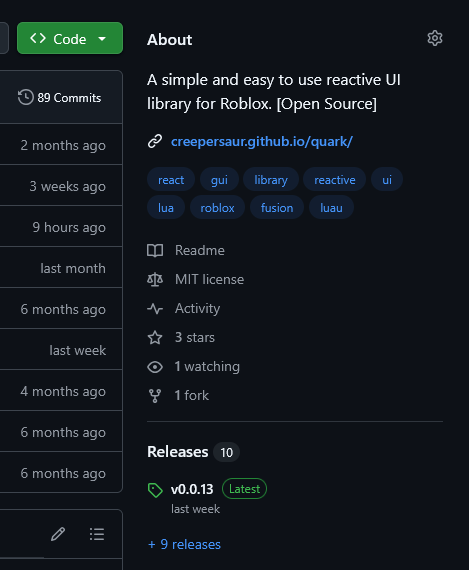 Code
89 Commits
2 months ago
3 weeks ago
9 hours ago
last month
6 months ago
last week
4 months ago
6 months ago
6 months ago
About
A simple and easy to use reactive UI
library for Roblox. [Open Source]
creepersaur.github.io/quark/
react gui library reactive ui
lua roblox fusion luau
Readme
MIT license
Activity
3 stars
1 watching
1 fork
Releases 10
v0.0.13 Latest
last week
+ 9 releases